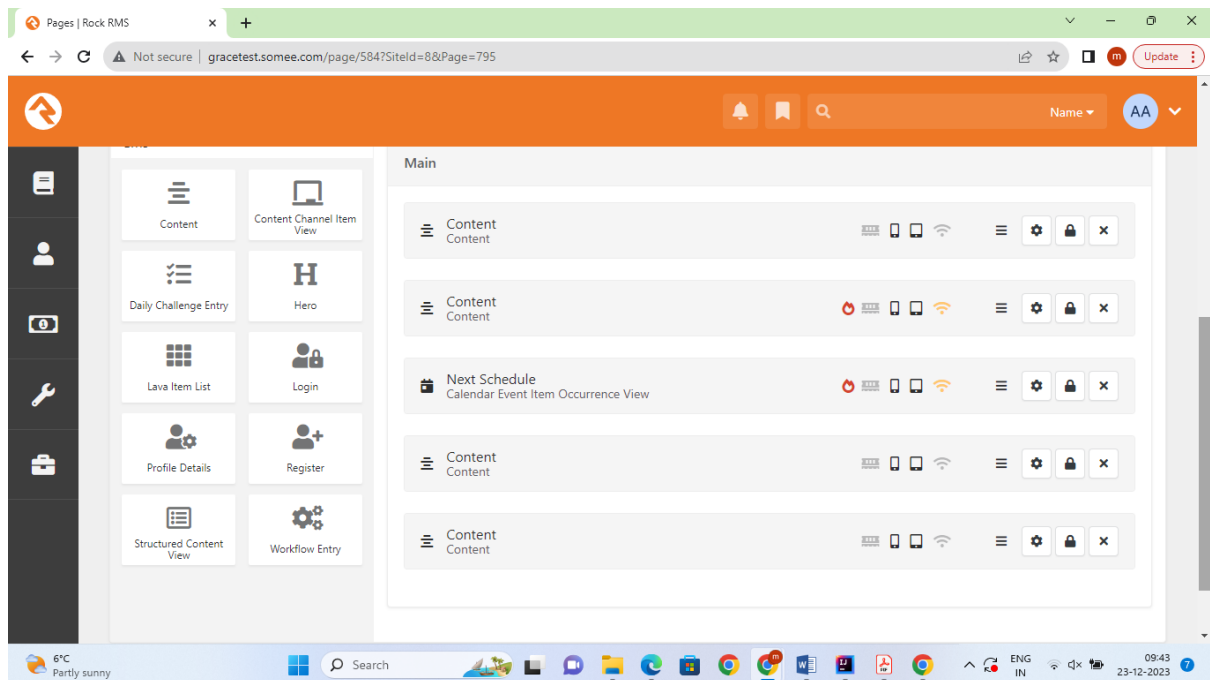 Pages | Rock RMS
Not secure | gracetest.somee.com/page/584?SiteId=8&Page=795
m
Update
Name
AA
Main
Content
Content Channel Item
View
Daily Challenge Entry
Hero
Lava Item List
Login
Profile Details
Register
Structured Content
View
Workflow Entry
Content
Content
Content
Content
Next Schedule
Calendar Event Item Occurrence View
Content
Content
Content
Content
6°C
Partly sunny
Search
ENG
IN
09:43
23-12-2023
7